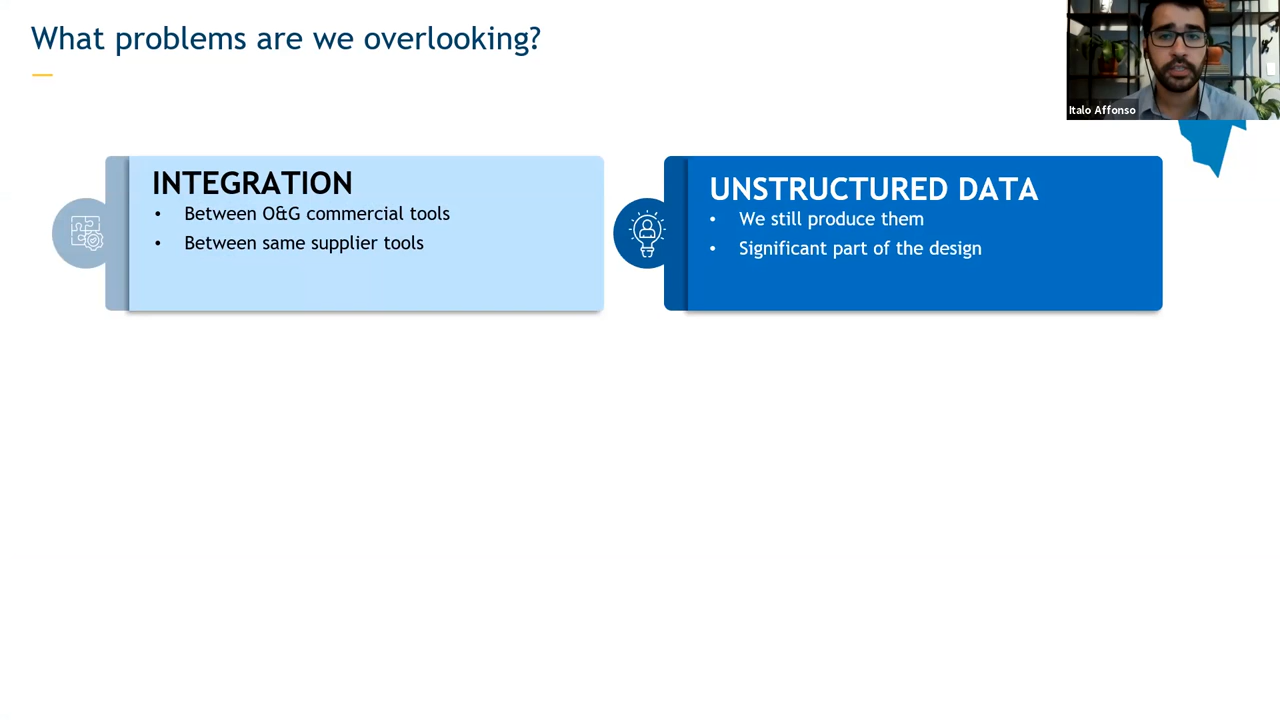 What problems are we overlooking?
Italo Affonso
INTEGRATION
• Between O&G commercial tools
• Between same supplier tools
UNSTRUCTURED DATA
• We still produce them
• Significant part of the design